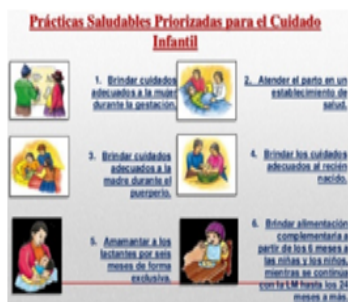 Prácticas Saludables Priorizadas para el Cuidado
Infantil
1. Brindar cuidados
adecuados a la mujer
durante la gestación.
2. Atender el parto en un
establecimiento de
salud.
3. Brindar cuidados
adecuados a la
madre durante el
puerperio.
4. Brindar los cuidados
adecuados al recién
nacido.
5. Amamantar a los
lactantes por seis
meses de forma
exclusiva.
6. Brindar alimentación
complementaria a
partir de los 6 meses a
las niñas y los niños,
mientras se continúa
con la LM hasta los 24
meses a más.